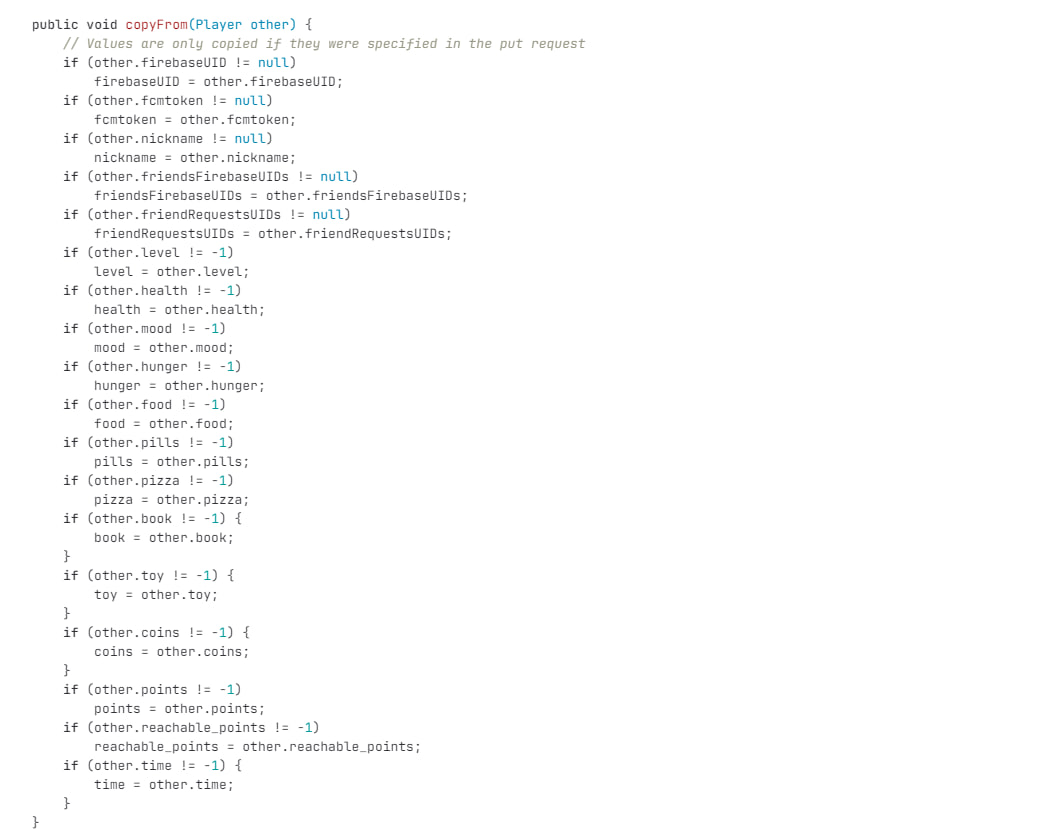 public void copyFrom(Player other) {
    // Values are only copied if they were specified in the put request
    if (other.firebaseUID != null)
        firebaseUID = other.firebaseUID;
    if (other.fcmtoken != null)
        fcmtoken = other.fcmtoken;
    if (other.nickname != null)
        nickname = other.nickname;
    if (other.friendsFirebaseUIDs != null)
        friendsFirebaseUIDs = other.friendsFirebaseUIDs;
    if (other.friendRequestsUIDs != null)
        friendRequestsUIDs = other.friendRequestsUIDs;
    if (other.level != -1)
        level = other.level;
    if (other.health != -1)
        health = other.health;
    if (other.mood != -1)
        mood = other.mood;
    if (other.hunger != -1)
        hunger = other.hunger;
    if (other.food != -1)
        food = other.food;
    if (other.pills != -1)
        pills = other.pills;
    if (other.pizza != -1)
        pizza = other.pizza;
    if (other.book != -1) {
        book = other.book;
    }
    if (other.toy != -1) {
        toy = other.toy;
    }
    if (other.coins != -1) {
        coins = other.coins;
    }
    if (other.points != -1)
        points = other.points;
    if (other.reachable_points != -1)
        reachable_points = other.reachable_points;
    if (other.time != -1) {
        time = other.time;
    }
}